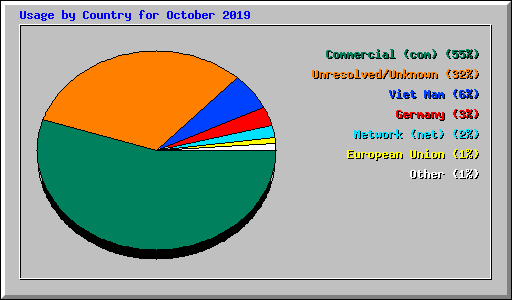 Usage by Country for October 2019
Commercial (com) (55%)
Unresolved/Unknown (32%)
Viet Nam (6%)
Germany (3%)
Network (net) (2%)
European Union (1%)
Other (1%)